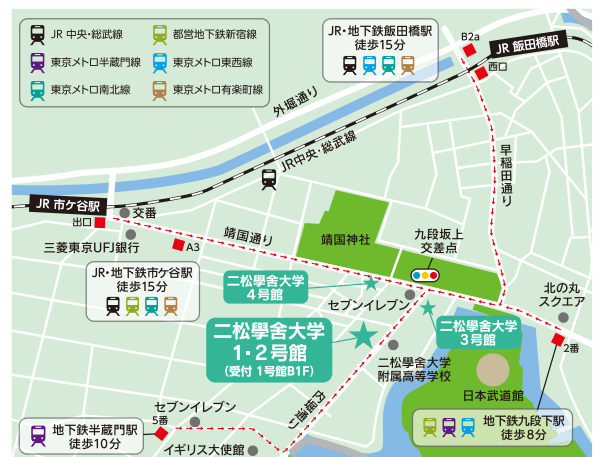 JR 中央・総武線
都営地下鉄新宿線
東京メトロ半蔵門線
東京メトロ東西線
東京メトロ南北線
東京メトロ有楽町線
JR・地下鉄飯田橋駅
徒歩15分
B2a
JR 飯田橋駅
西口
外堀通り
JR中央・総武線
早稲田通り
JR 市ケ谷駅
出口
交番
三菱東京UFJ銀行
A3
靖国通り
靖国神社
九段坂上
交差点
JR・地下鉄市ケ谷駅
徒歩15分
二松學舍大学
4号館
セブンイレブン
北の丸
スクエア
二松學舍大学
1・2号館
(受付 1号館B1F)
二松學舍大学
3号館
2番
二松學舍大学
附属高等学校
日本武道館
内堀通り
地下鉄半蔵門駅
徒歩10分
セブンイレブン
5番
イギリス大使館
地下鉄九段下駅
徒歩8分